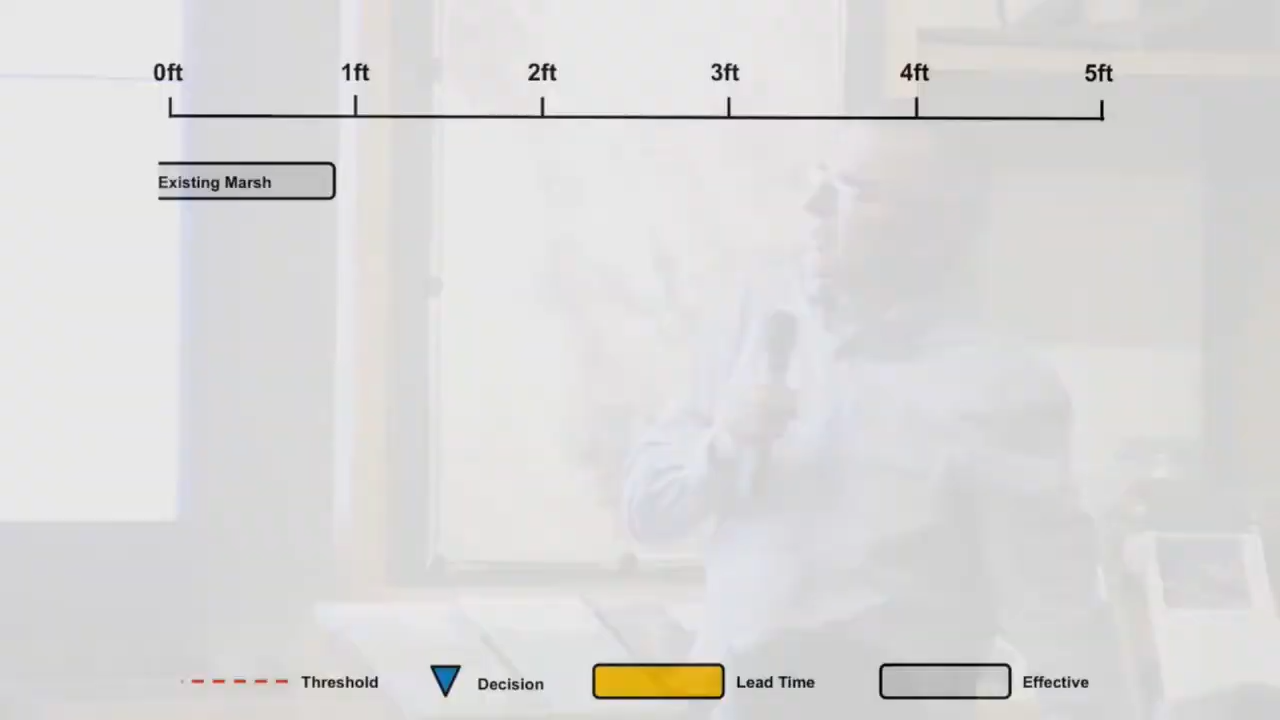 0ft 1ft 2ft 3ft 4ft 5ft
Existing Marsh
Threshold Decision Lead Time Effective